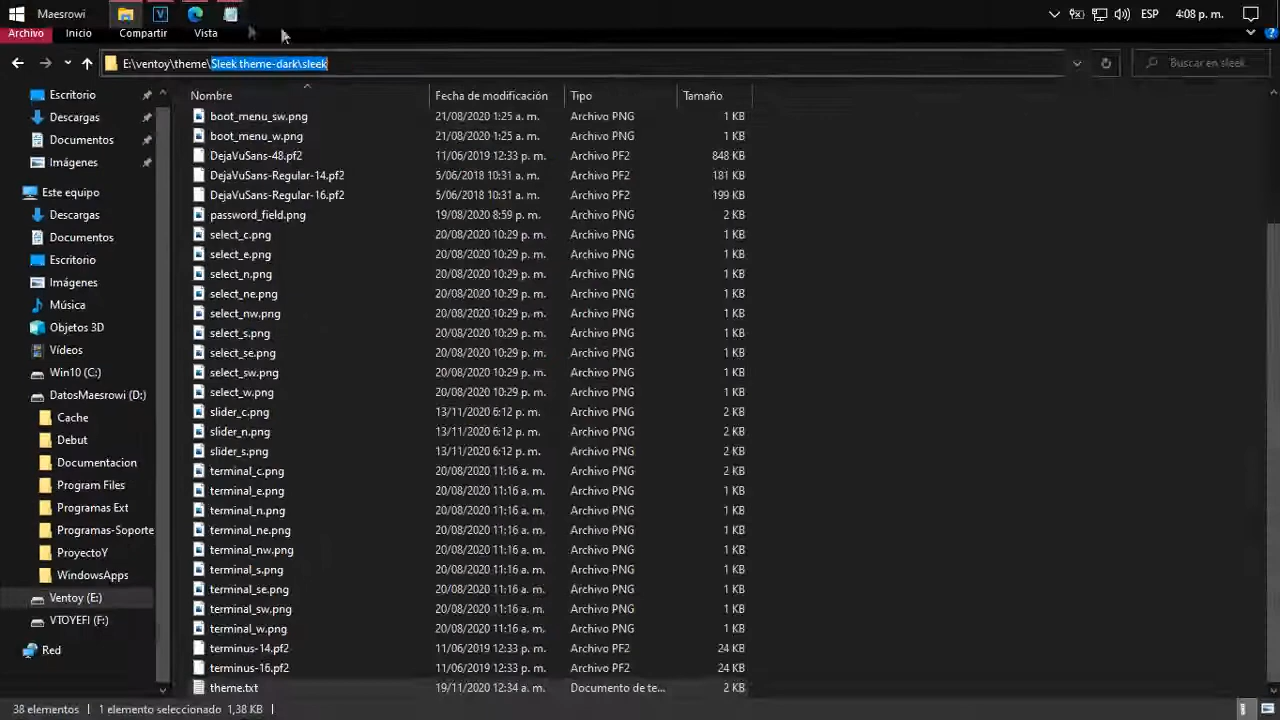 Maesrowi ESP 4:08 p. m.
Archivo Inicio Compartir Vista
E:\ventoy\theme\Sleek theme-dark\sleek Buscar en sleek
Escritorio
Descargas
Documentos
Imágenes
Este equipo
Descargas
Documentos
Escritorio
Imágenes
Música
Objetos 3D
Vídeos
Win10 (C:)
DatosMaesrowi (D:)
Cache
Debut
Documentacion
Program Files
Programas Ext
Programas-Soporte
ProyectoY
WindowsApps
Ventoy (E:)
VTOYEFI (F:)
Red
Nombre Fecha de modificación Tipo Tamaño
boot_menu_sw.png 21/08/2020 1:25 a. m. Archivo PNG 1 KB
boot_menu_w.png 21/08/2020 1:25 a. m. Archivo PNG 1 KB
DejaVuSans-48.pf2 11/06/2019 12:33 p. m. Archivo PF2 848 KB
DejaVuSans-Regular-14.pf2 5/06/2018 10:31 a. m. Archivo PF2 181 KB
DejaVuSans-Regular-16.pf2 5/06/2018 10:31 a. m. Archivo PF2 199 KB
password_field.png 19/08/2020 8:59 p. m. Archivo PNG 2 KB
select_c.png 20/08/2020 10:29 p. m. Archivo PNG 1 KB
select_e.png 20/08/2020 10:29 p. m. Archivo PNG 1 KB
select_n.png 20/08/2020 10:29 p. m. Archivo PNG 1 KB
select_ne.png 20/08/2020 10:29 p. m. Archivo PNG 1 KB
select_nw.png 20/08/2020 10:29 p. m. Archivo PNG 1 KB
select_s.png 20/08/2020 10:29 p. m. Archivo PNG 1 KB
select_se.png 20/08/2020 10:29 p. m. Archivo PNG 1 KB
select_sw.png 20/08/2020 10:29 p. m. Archivo PNG 1 KB
select_w.png 20/08/2020 10:29 p. m. Archivo PNG 1 KB
slider_c.png 13/11/2020 6:12 p. m. Archivo PNG 2 KB
slider_n.png 13/11/2020 6:12 p. m. Archivo PNG 2 KB
slider_s.png 13/11/2020 6:12 p. m. Archivo PNG 2 KB
terminal_c.png 20/08/2020 11:16 a. m. Archivo PNG 1 KB
terminal_e.png 20/08/2020 11:16 a. m. Archivo PNG 1 KB
terminal_n.png 20/08/2020 11:16 a. m. Archivo PNG 1 KB
terminal_ne.png 20/08/2020 11:16 a. m. Archivo PNG 1 KB
terminal_nw.png 20/08/2020 11:16 a. m. Archivo PNG 1 KB
terminal_s.png 20/08/2020 11:16 a. m. Archivo PNG 1 KB
terminal_se.png 20/08/2020 11:16 a. m. Archivo PNG 1 KB
terminal_sw.png 20/08/2020 11:16 a. m. Archivo PNG 1 KB
terminal_w.png 20/08/2020 11:16 a. m. Archivo PNG 1 KB
terminus-14.pf2 11/06/2019 12:33 p. m. Archivo PF2 24 KB
terminus-16.pf2 11/06/2019 12:33 p. m. Archivo PF2 24 KB
theme.txt 19/11/2020 12:34 a. m. Documento de te... 2 KB
38 elementos 1 elemento seleccionado 1,38 KB